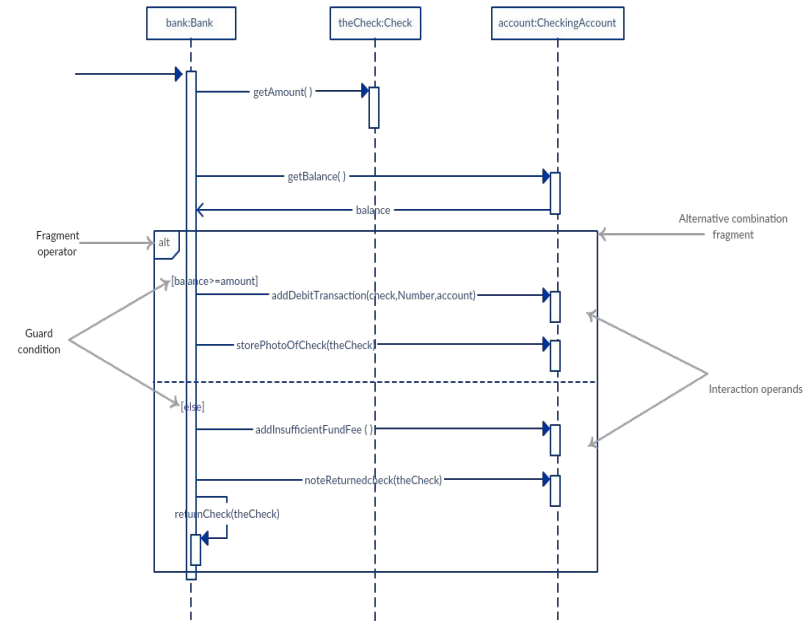 bank:Bank
theCheck:Check
account:CheckingAccount
getAmount( )
getBalance( )
balance
Alternative combination
fragment
Fragment
operator
alt
[balance>=amount]
addDebitTransaction(check,Number,account)
Guard
condition
storePhotoOfCheck(theCheck)
Interaction operands
[else]
addInsufficientFundFee ( )
noteReturnedcheck(theCheck)
returnCheck(theCheck)